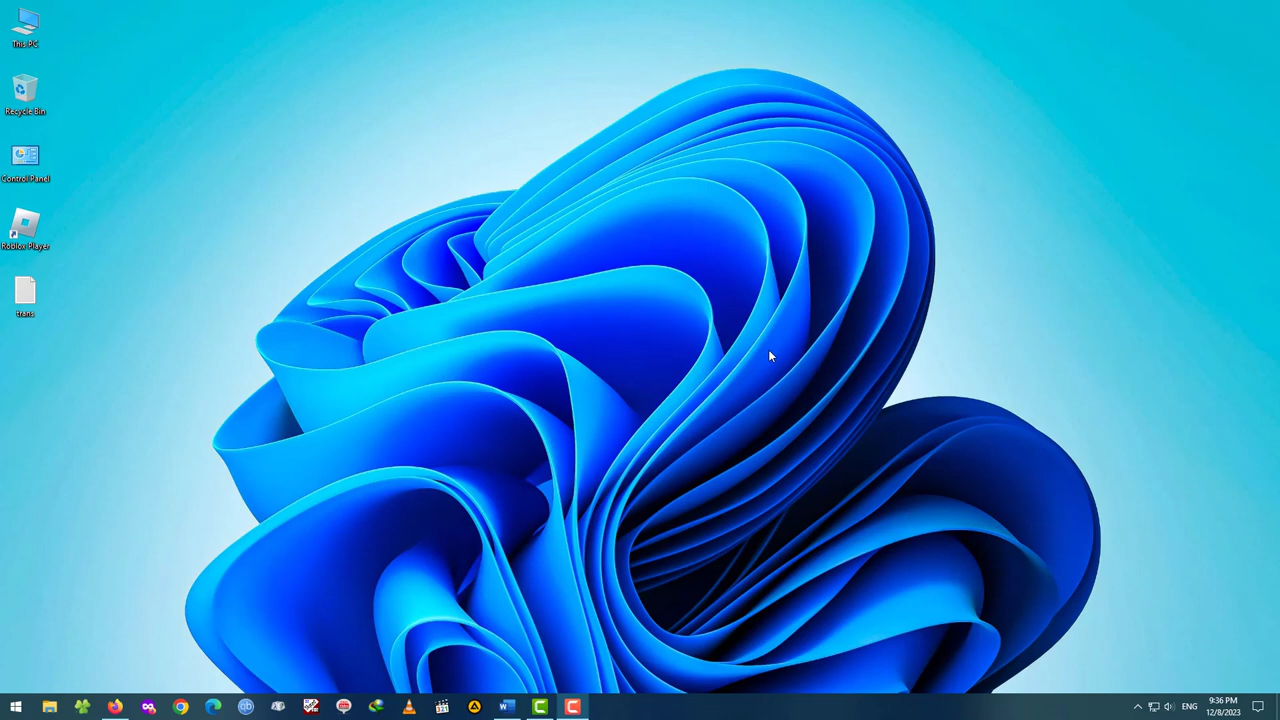 This PC
Recycle Bin
Control Panel
Roblox Player
trans
ENG
9:36 PM
12/8/2023